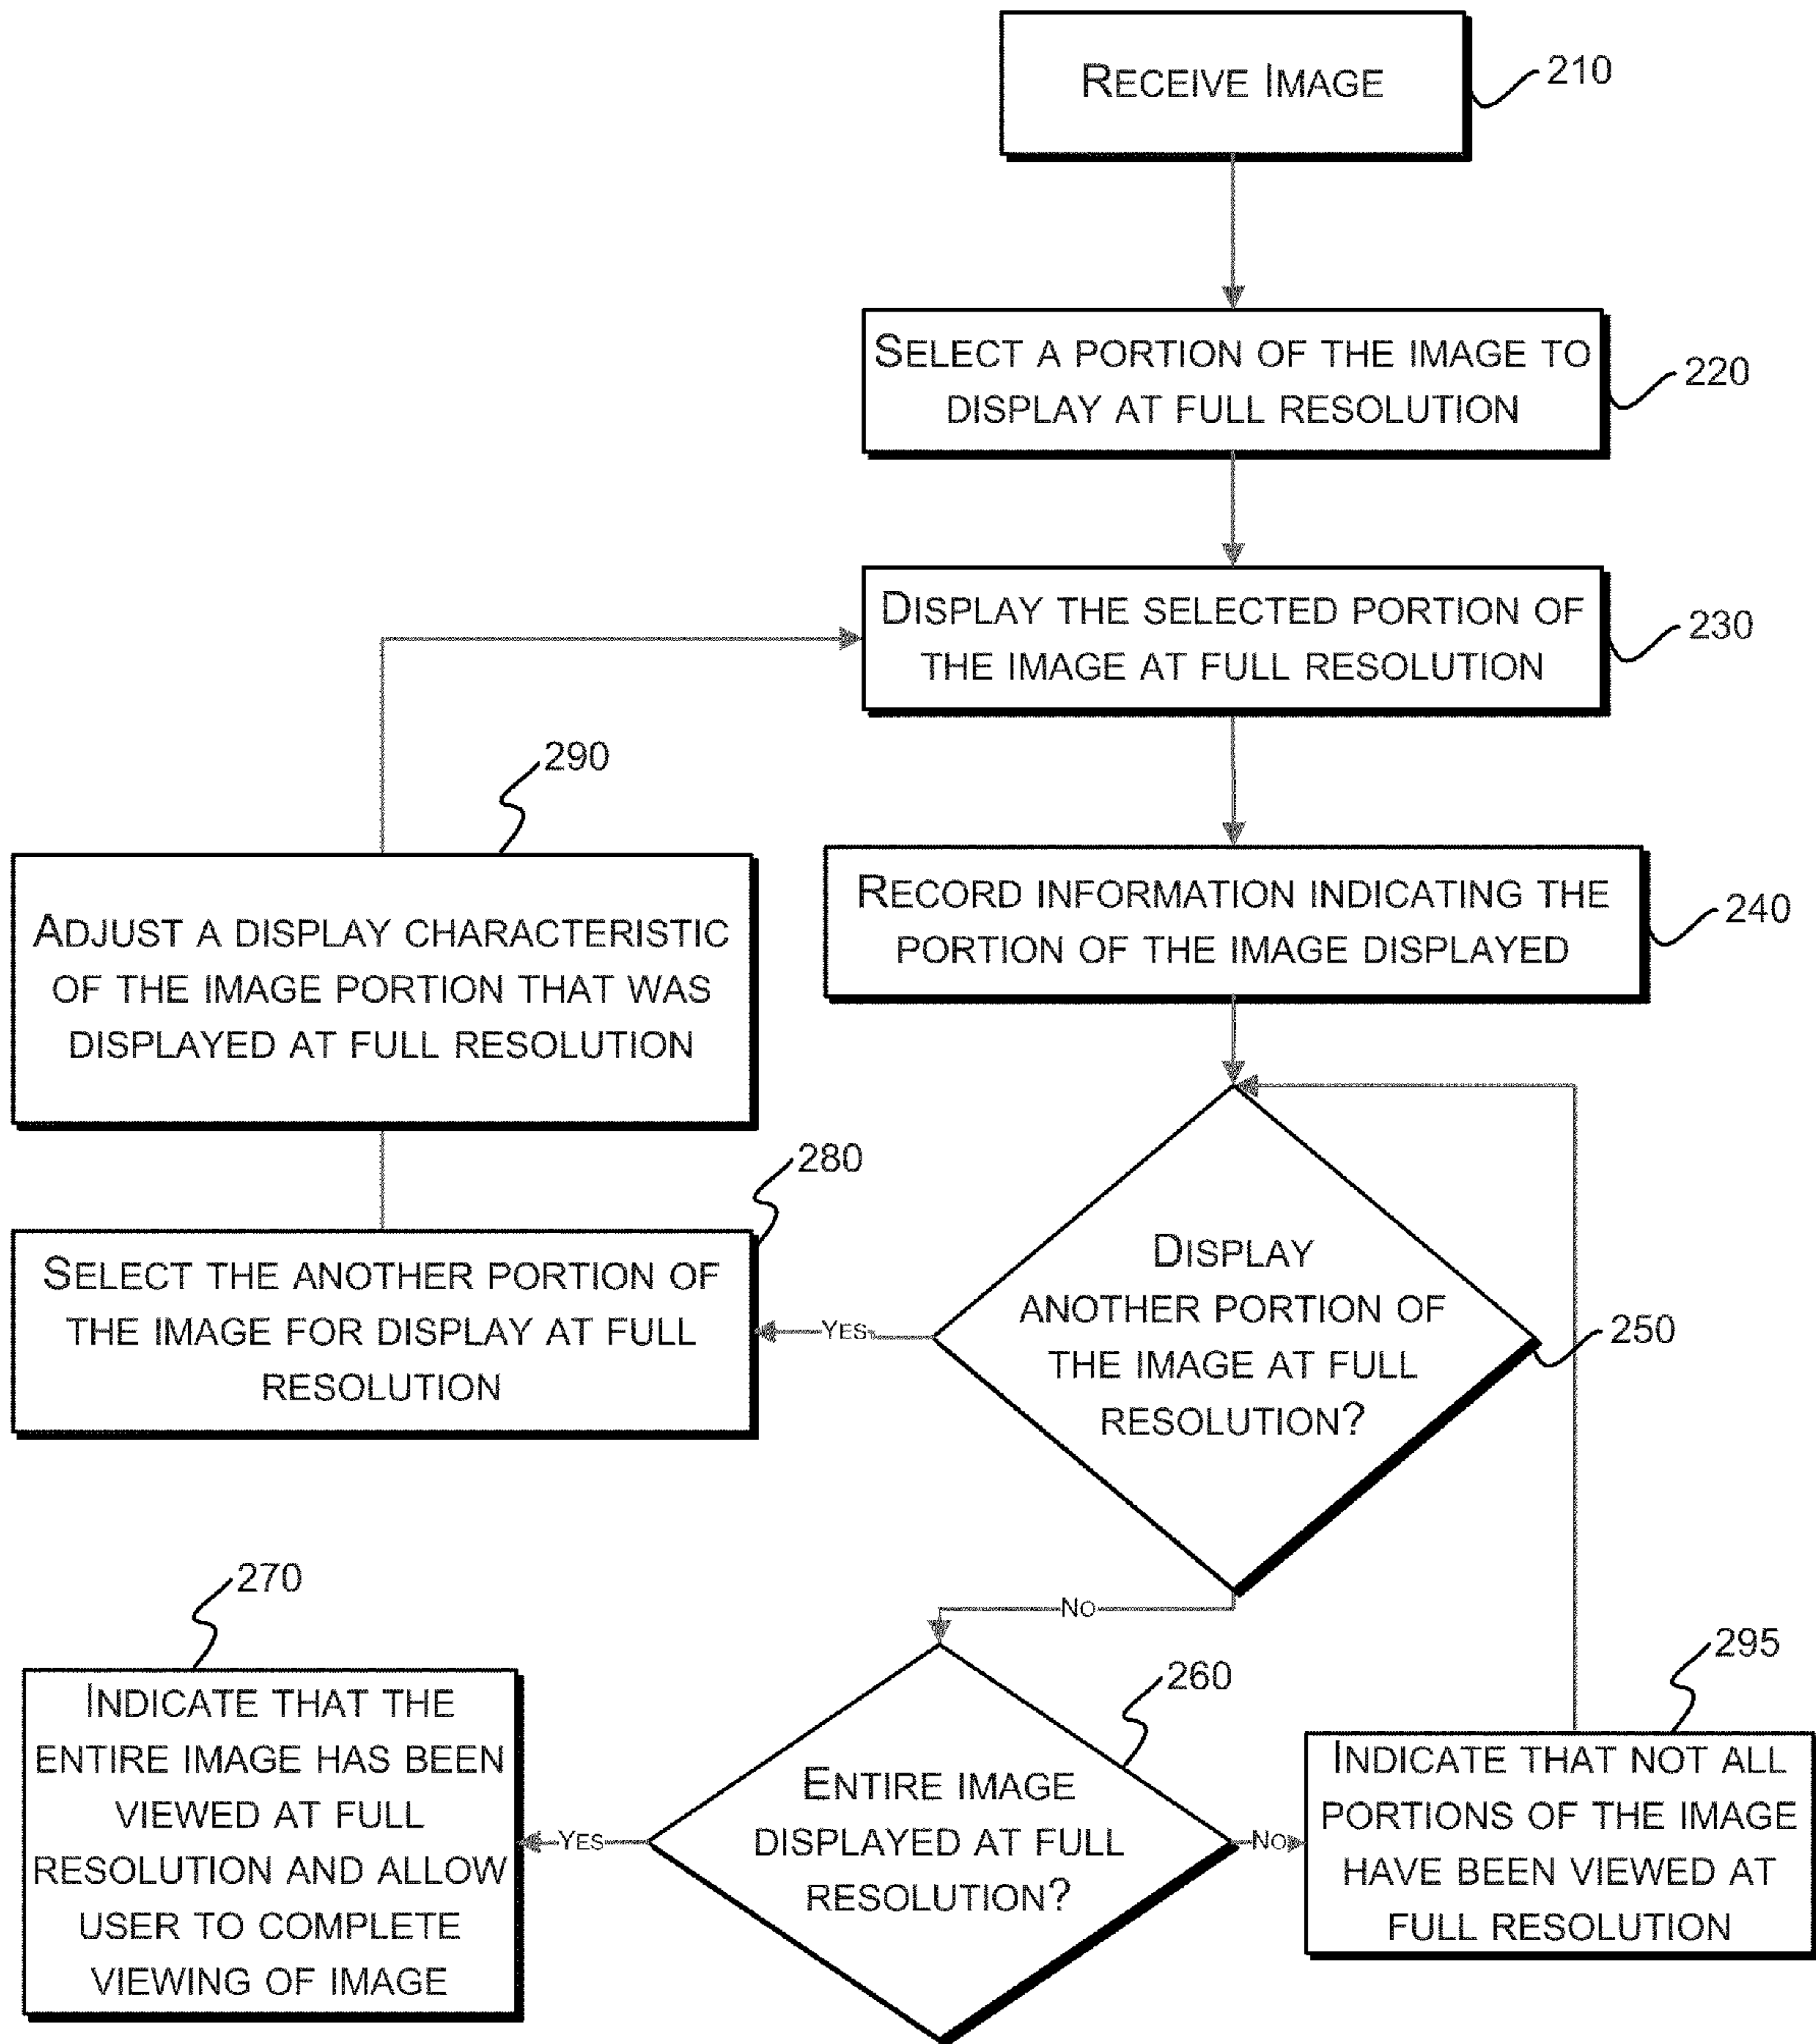 RECEIVE IMAGE
210
SELECT A PORTION OF THE IMAGE TO
DISPLAY AT FULL RESOLUTION
220
DISPLAY THE SELECTED PORTION OF
THE IMAGE AT FULL RESOLUTION
230
290
ADJUST A DISPLAY CHARACTERISTIC
OF THE IMAGE PORTION THAT WAS
DISPLAYED AT FULL RESOLUTION
RECORD INFORMATION INDICATING THE
PORTION OF THE IMAGE DISPLAYED
240
280
SELECT THE ANOTHER PORTION OF
THE IMAGE FOR DISPLAY AT FULL
RESOLUTION
YES
DISPLAY
ANOTHER PORTION OF
THE IMAGE AT FULL
RESOLUTION?
250
NO
270
INDICATE THAT THE
ENTIRE IMAGE HAS BEEN
VIEWED AT FULL
RESOLUTION AND ALLOW
USER TO COMPLETE
VIEWING OF IMAGE
YES
260
ENTIRE IMAGE
DISPLAYED AT FULL
RESOLUTION?
NO
295
INDICATE THAT NOT ALL
PORTIONS OF THE IMAGE
HAVE BEEN VIEWED AT
FULL RESOLUTION